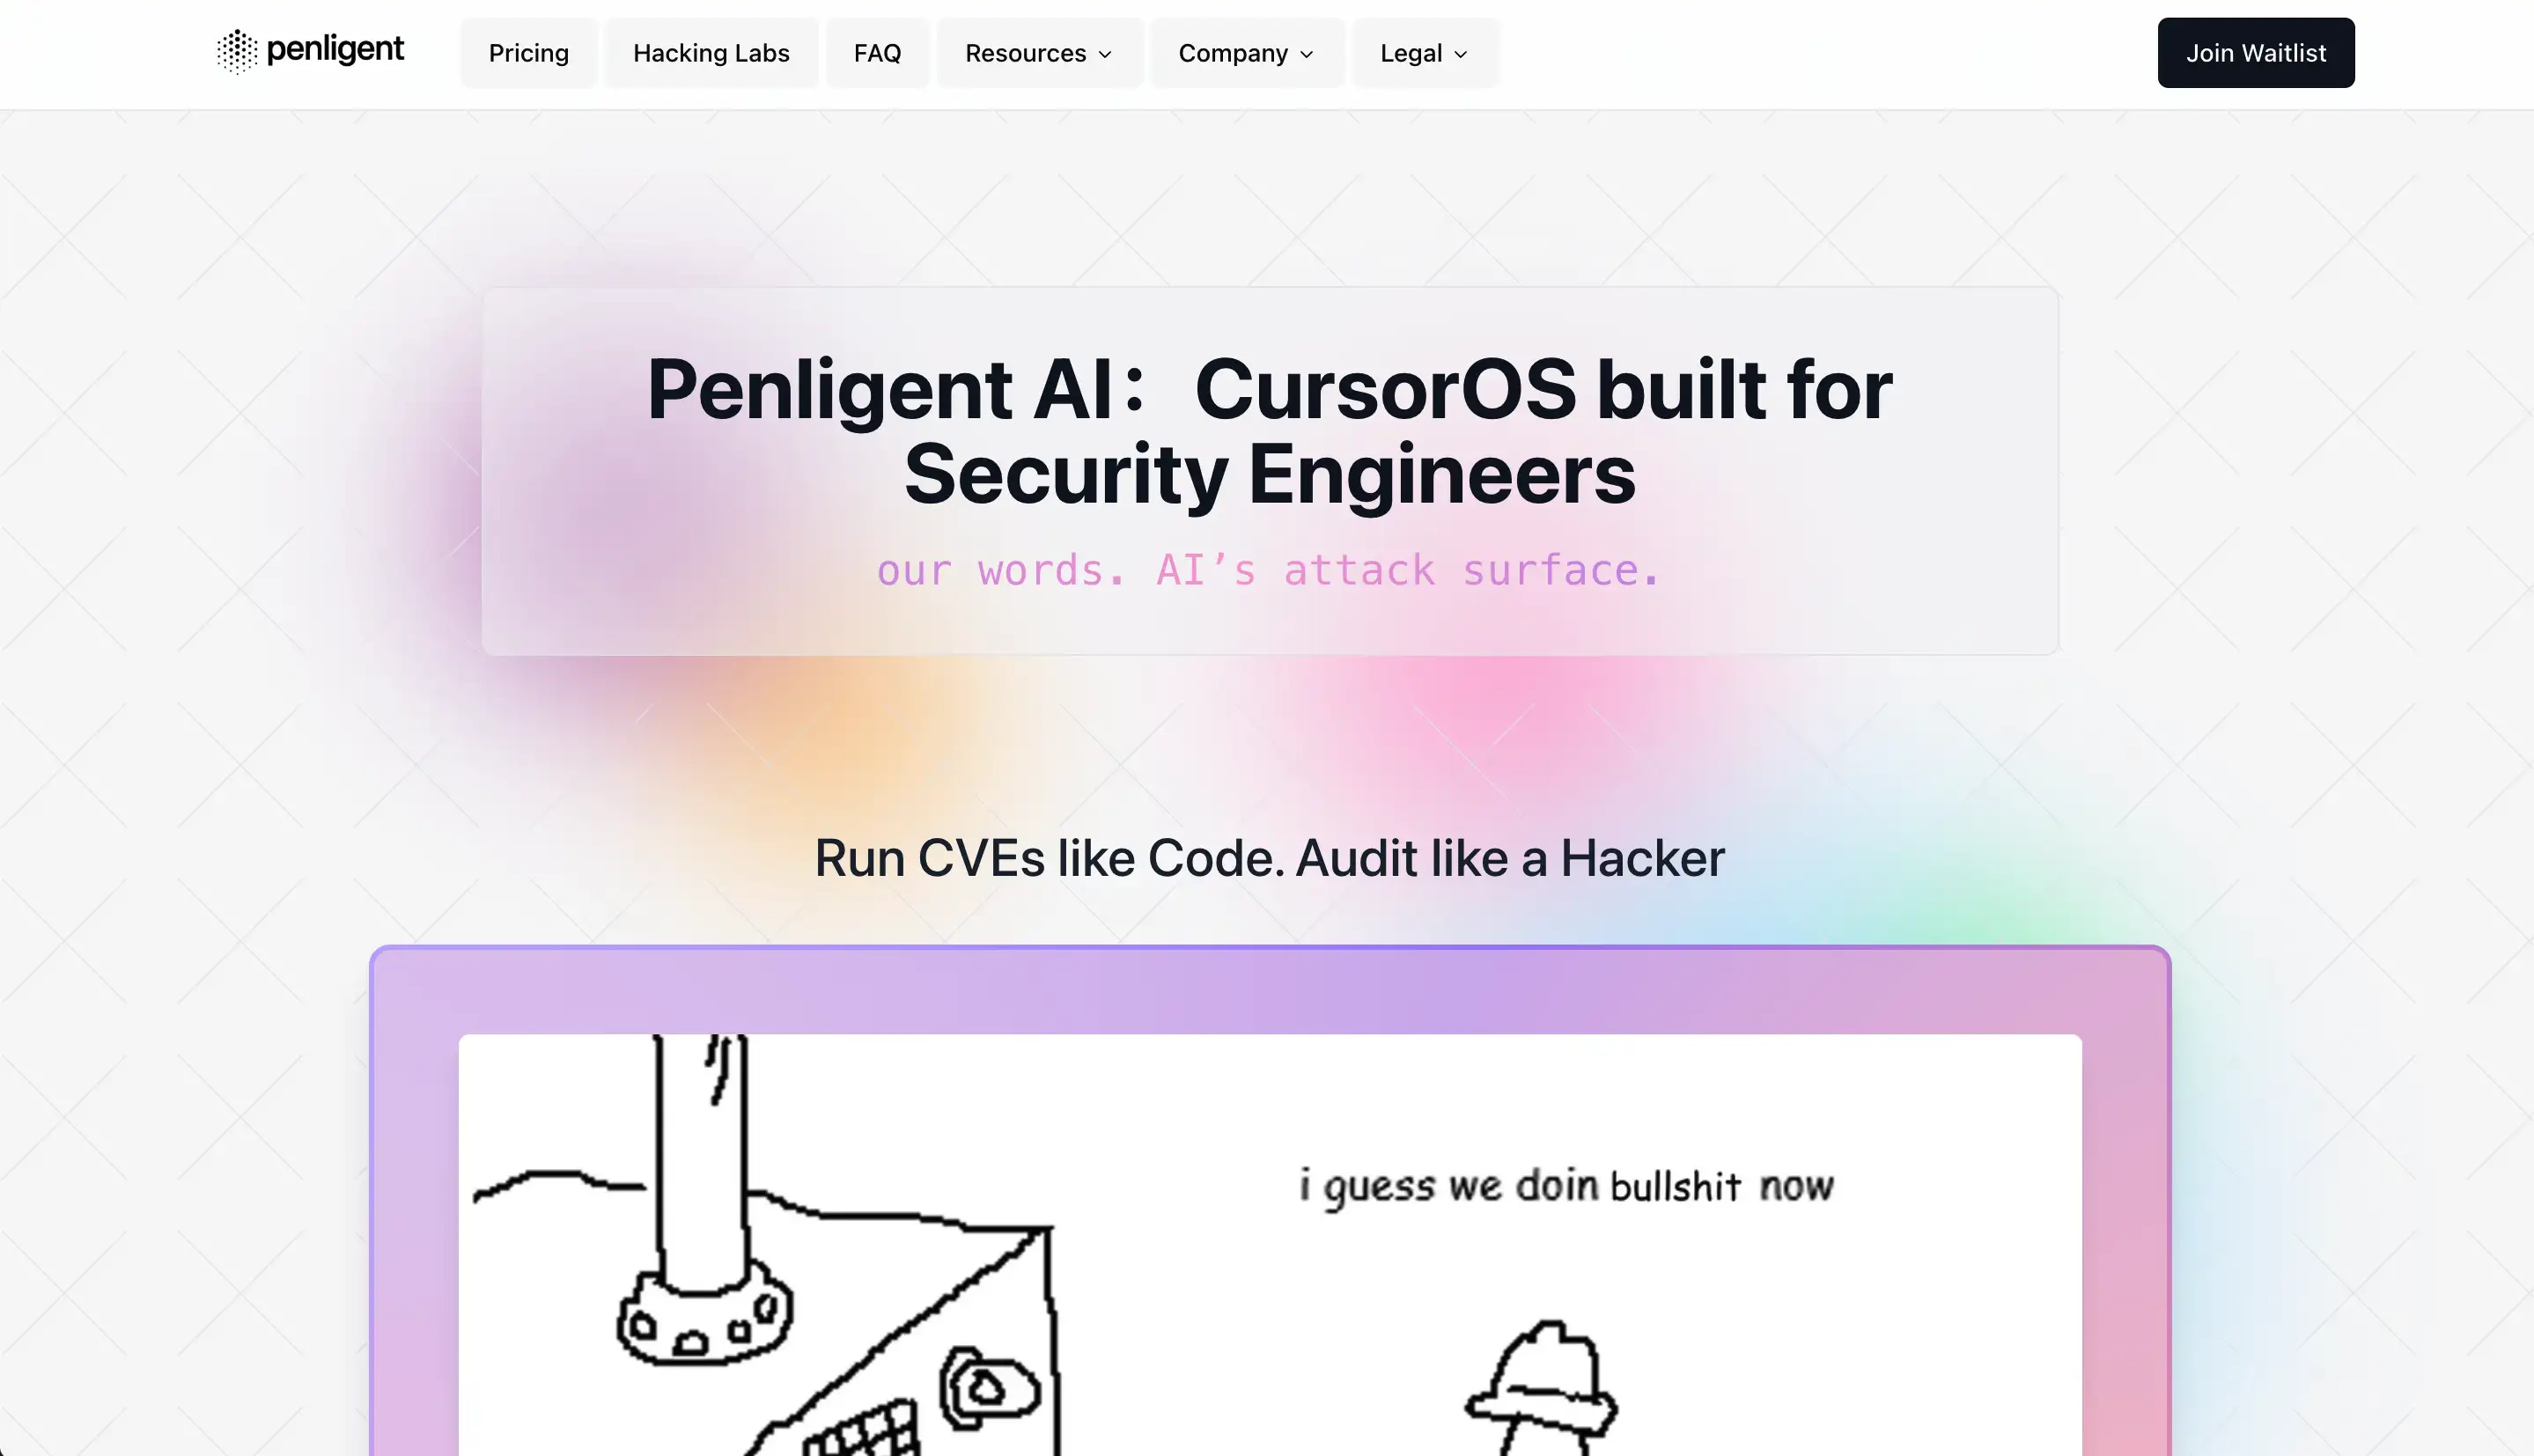 penligent
Pricing
Hacking Labs
FAQ
Resources
Company
Legal
Join Waitlist
Penligent AI：CursorOS built for
Security Engineers
our words. AI’s attack surface.
Run CVEs like Code. Audit like a Hacker
i guess we doin bullshit now